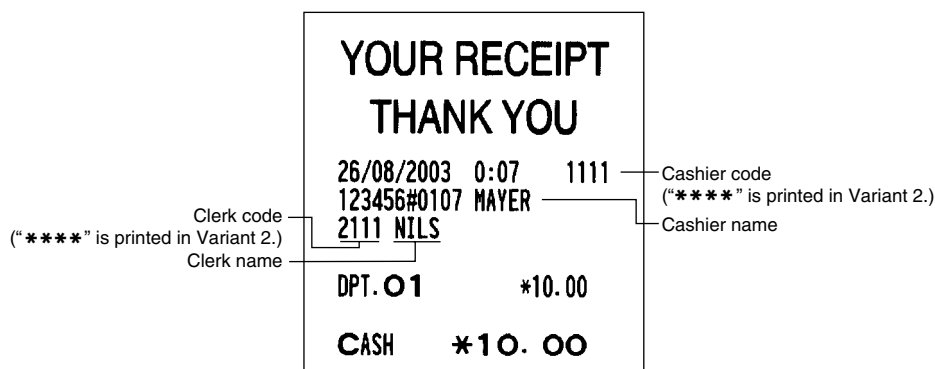 YOUR RECEIPT
THANK YOU
26/08/2003 0:07 1111
Cashier code
("****" is printed in Variant 2.)
123456#0107 MAYER
Cashier name
Clerk code
("****" is printed in Variant 2.)
2111 NILS
Clerk name
DPT.01 *10.00
CASH *10.00